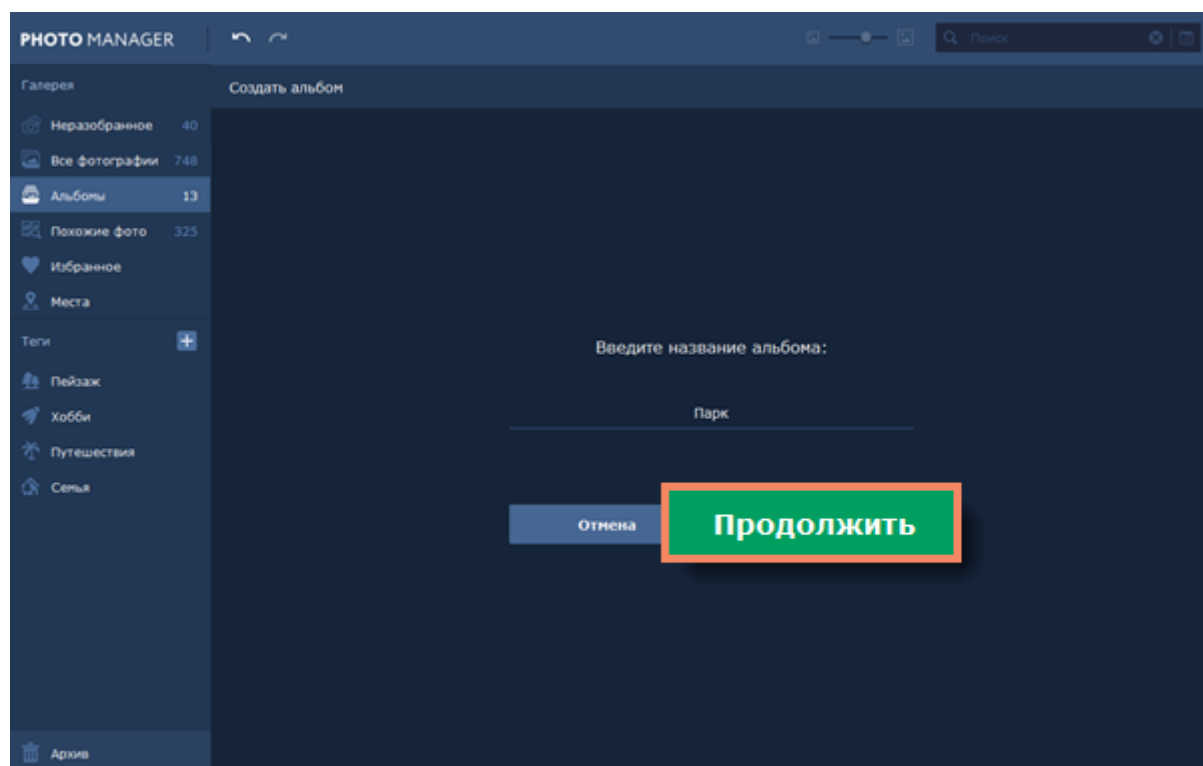 PHOTO MANAGER
Поиск
Галерея
Создать альбом
Неразобранное 40
Все фотографии 748
Альбомы 13
Похожие фото 325
Избранное
Места
Теги
Пейзаж
Хобби
Путешествия
Семья
Введите название альбома:
Парк
Отмена
Продолжить
Архив